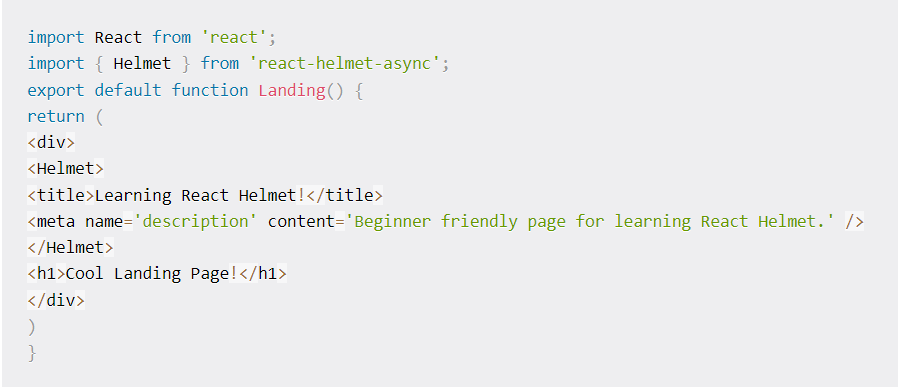 import React from 'react';
import { Helmet } from 'react-helmet-async';
export default function Landing() {
return (
<div>
<Helmet>
<title>Learning React Helmet!</title>
<meta name='description' content='Beginner friendly page for learning React Helmet.' />
</Helmet>
<h1>Cool Landing Page!</h1>
</div>
)
}